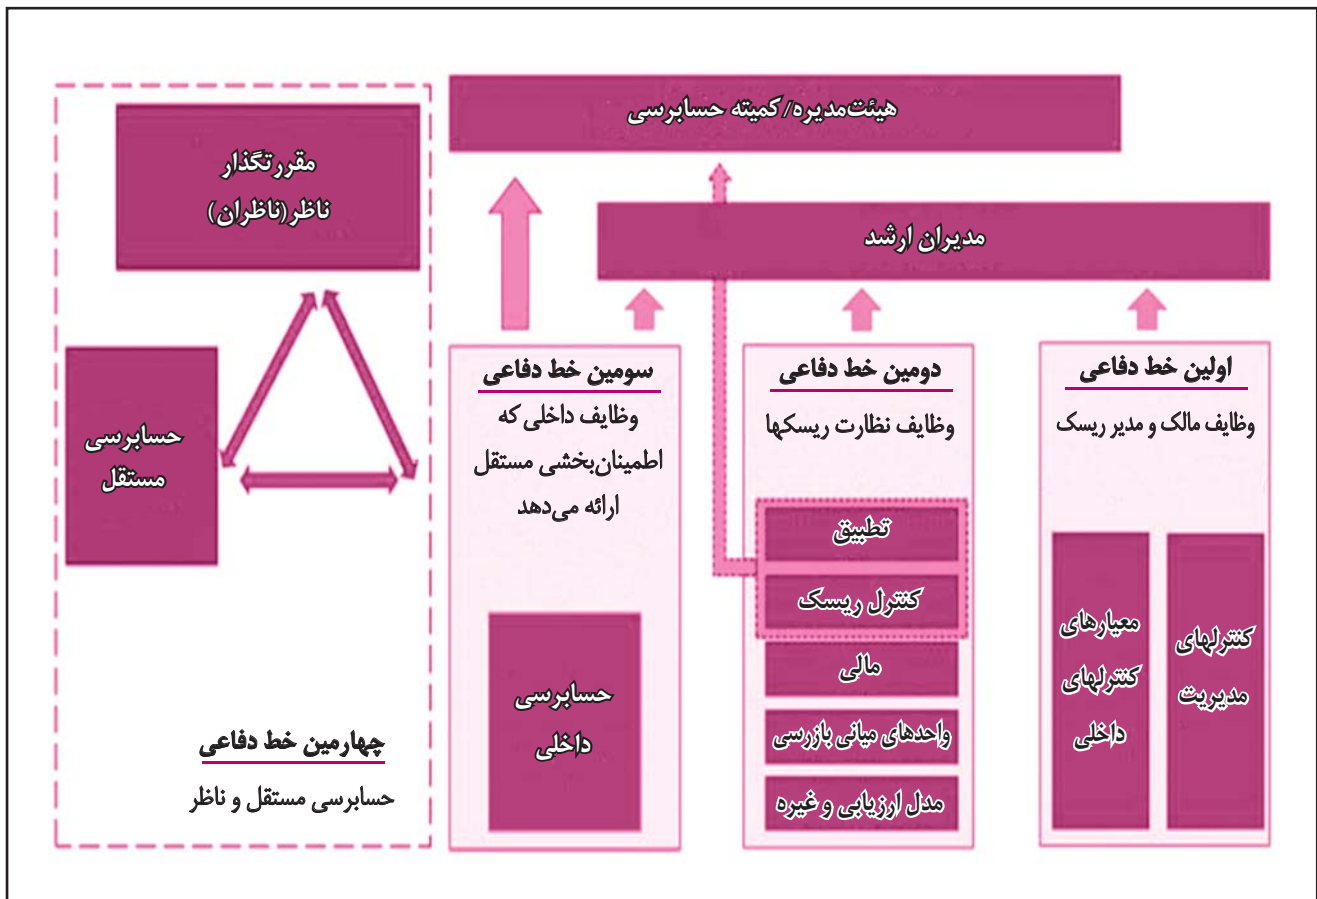 هیئت‌مدیره/کمیته حسابرسی
مدیران ارشد
اولین خط دفاعی
وظایف مالک و مدیر ریسک
کنترلهای
مدیریت
معیارهای
کنترلهای
داخلی
دومین خط دفاعی
وظایف نظارت ریسکها
تطبیق
کنترل ریسک
مالی
واحدهای میانی بازرسی
مدل ارزیابی و غیره
سومین خط دفاعی
وظایف داخلی که
اطمینان‌بخشی مستقل
ارائه می‌دهد
حسابرسی
داخلی
مقررتگذار
ناظر(ناظران)
حسابرسی
مستقل
چهارمین خط دفاعی
حسابرسی مستقل و ناظر